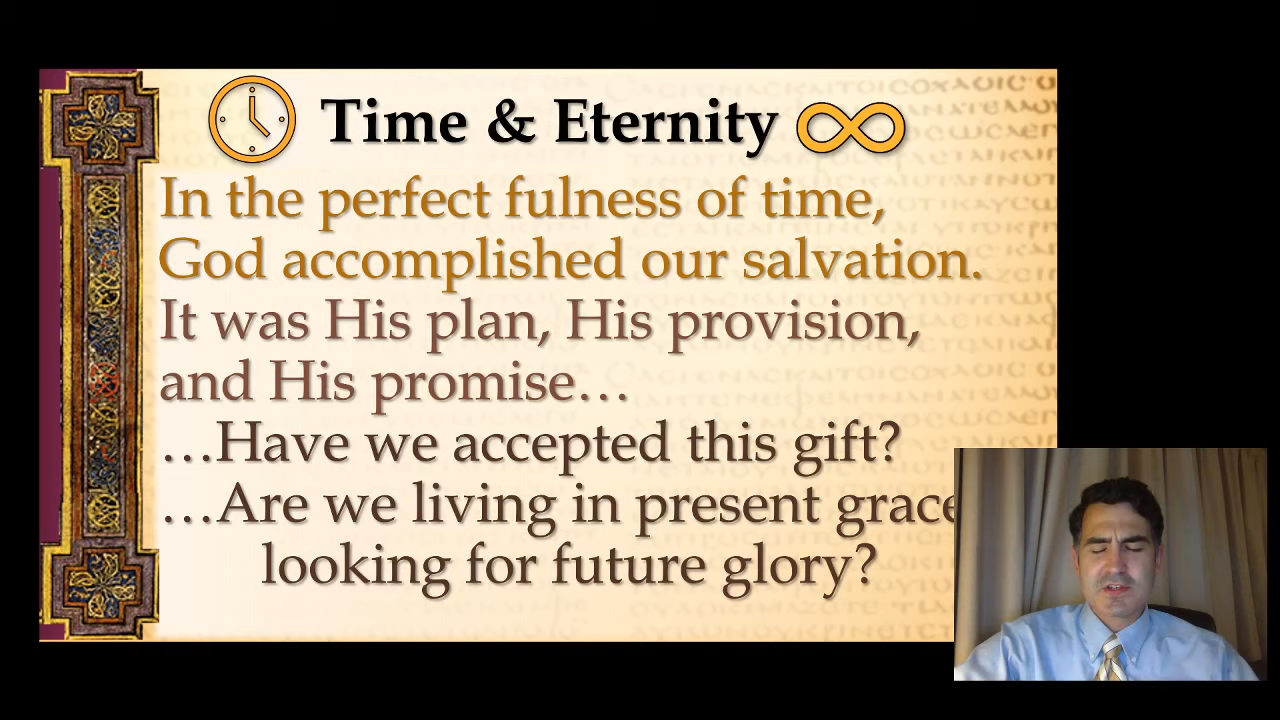 Time & Eternity
In the perfect fulness of time,
God accomplished our salvation.
It was His plan, His provision,
and His promise…
…Have we accepted this gift?
…Are we living in present grace
looking for future glory?